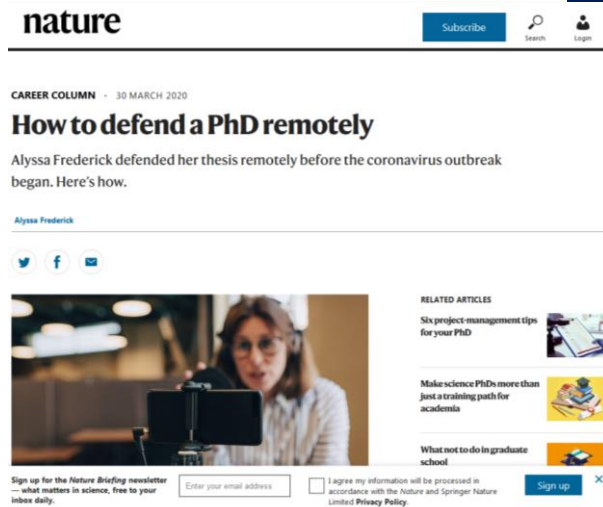 nature
Subscribe
Search
Login
CAREER COLUMN · 30 MARCH 2020
How to defend a PhD remotely
Alyssa Frederick defended her thesis remotely before the coronavirus outbreak
began. Here's how.
Alyssa Frederick
RELATED ARTICLES
Six project-management tips
for your PhD
Make science PhDs more than
just a training path for
academia
What not to do in graduate
school
Sign up for the Nature Briefing newsletter
— what matters in science, free to your
inbox daily.
Enter your email address
I agree my information will be processed in
accordance with the Nature and Springer Nature
Limited Privacy Policy.
Sign up